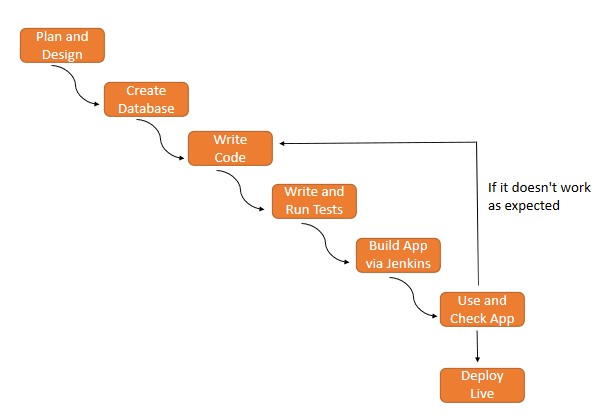 Plan and
Design
Create
Database
Write
Code
Write and
Run Tests
Build App
via Jenkins
If it doesn't work
as expected
Use and
Check App
Deploy
Live